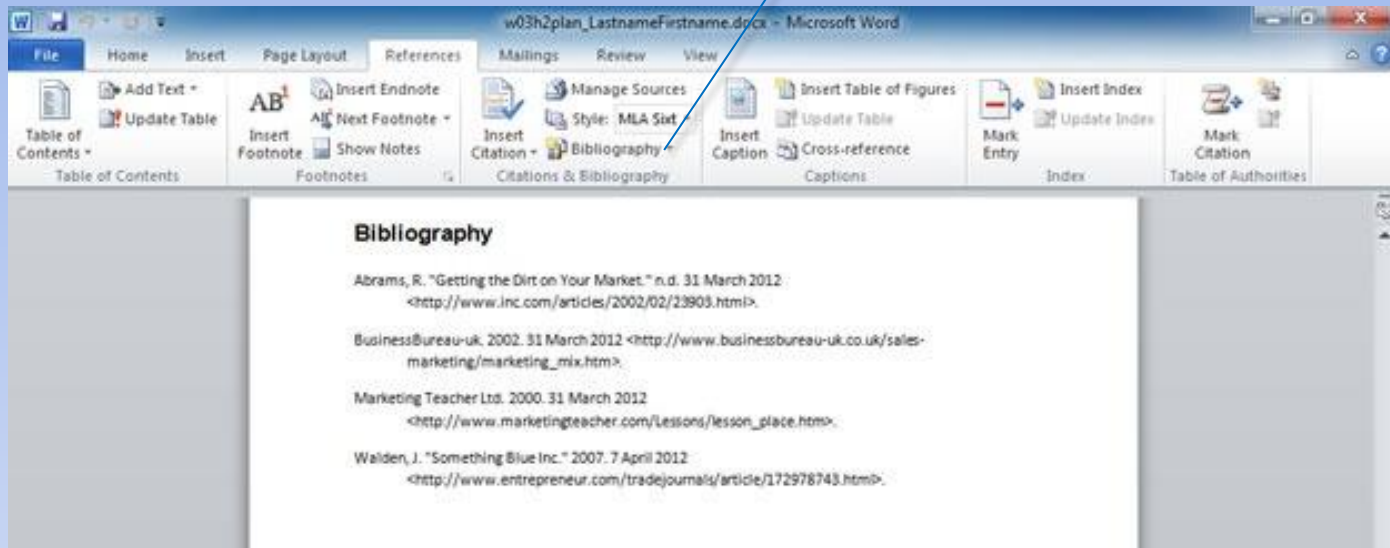 w03h2plan_LastnameFirstname.docx - Microsoft Word
File Home Insert Page Layout References Mailings Review View
Table of Contents
Add Text
Update Table
Table of Contents
AB1
Insert Footnote
Insert Endnote
Next Footnote
Show Notes
Footnotes
Insert Citation
Manage Sources
Style: MLA Sixt
Bibliography
Citations & Bibliography
Insert Caption
Insert Table of Figures
Update Table
Cross-reference
Captions
Mark Entry
Insert Index
Update Index
Index
Mark Citation
Table of Authorities
Bibliography
Abrams, R. "Getting the Dirt on Your Market." n.d. 31 March 2012
<http://www.inc.com/articles/2002/02/23903.html>.
BusinessBureau-uk. 2002. 31 March 2012 <http://www.businessbureau-uk.co.uk/sales-
marketing/marketing_mix.htm>.
Marketing Teacher Ltd. 2000. 31 March 2012
<http://www.marketingteacher.com/Lessons/lesson_place.htm>.
Walden, J. "Something Blue Inc." 2007. 7 April 2012
<http://www.entrepreneur.com/tradejournals/article/172978743.html>.